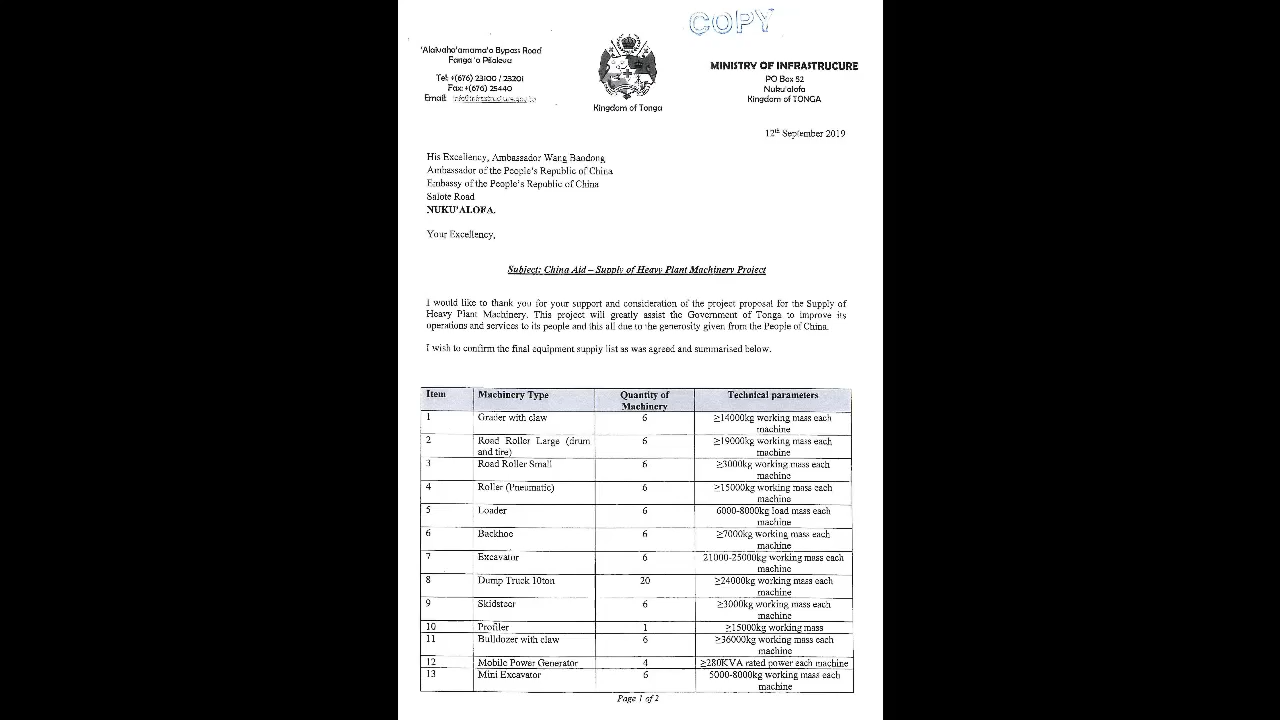 COPY
'Alaivaha'amama'o Bypass Road
Fanga 'o Pilolevu
Tel: +(676) 23100 / 23201
Fax: +(676) 25440
Email:
Kingdom of Tonga
MINISTRY OF INFRASTRUCURE
PO Box 52
Nuku'alofa
Kingdom of TONGA
12th September 2019
His Excellency, Ambassador Wang Baodong
Ambassador of the People's Republic of China
Embassy of the People's Republic of China
Salote Road
NUKU'ALOFA.
Your Excellency,
Subject: China Aid – Supply of Heavy Plant Machinery Project
I would like to thank you for your support and consideration of the project proposal for the Supply of
Heavy Plant Machinery. This project will greatly assist the Government of Tonga to improve its
operations and services to its people and this all due to the generosity given from the People of China.
I wish to confirm the final equipment supply list as was agreed and summarised below.
Item Machinery Type Quantity of Technical parameters
Machinery
1 Grader with claw 6 ≥14000kg working mass each
machine
2 Road Roller Large (drum 6 ≥19000kg working mass each
and tire) machine
3 Road Roller Small 6 ≥3000kg working mass each
machine
4 Roller (Pneumatic) 6 ≥15000kg working mass each
machine
5 Loader 6 6000-8000kg load mass each
machine
6 Backhoe 6 ≥7000kg working mass each
machine
7 Excavator 6 21000-25000kg working mass each
machine
8 Dump Truck 10ton 20 ≥24000kg working mass each
machine
9 Skidsteer 6 ≥3000kg working mass each
machine
10 Profiler 1 ≥15000kg working mass
11 Bulldozer with claw 6 ≥36000kg working mass each
machine
12 Mobile Power Generator 4 ≥280KVA rated power each machine
13 Mini Excavator 6 5000-8000kg working mass each
machine
Page 1 of 2